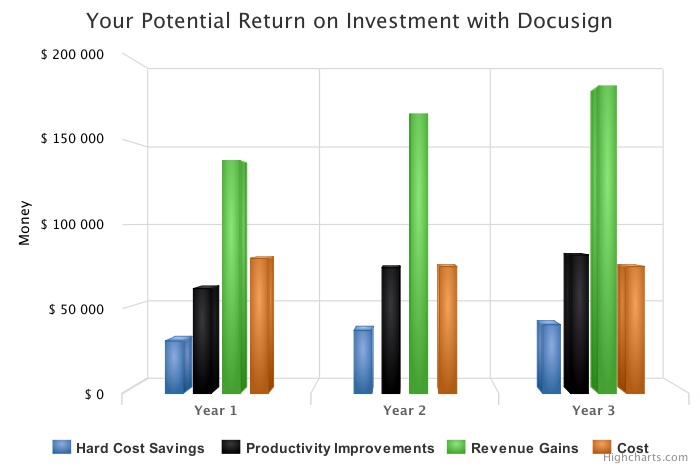 Your Potential Return on Investment with Docusign
$ 200 000
$ 150 000
$ 100 000
$ 50 000
$ 0
Money
Year 1
Year 2
Year 3
Hard Cost Savings
Productivity Improvements
Revenue Gains
Cost
Highcharts.com